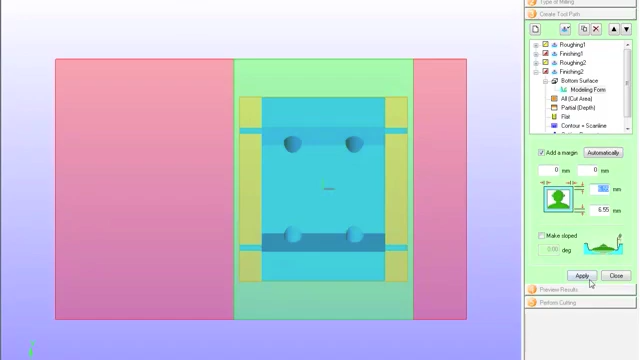 Type of Milling
Create Tool Path
Roughing1
Finishing1
Roughing2
Finishing2
Bottom Surface
Modeling Form
All (Cut Area)
Partial (Depth)
Flat
Contour + Scanline
Add a margin
Automatically
0 mm 0 mm
mm
6.55 mm
Make sloped
0.00 deg
Apply Close
Preview Results
Perform Cutting